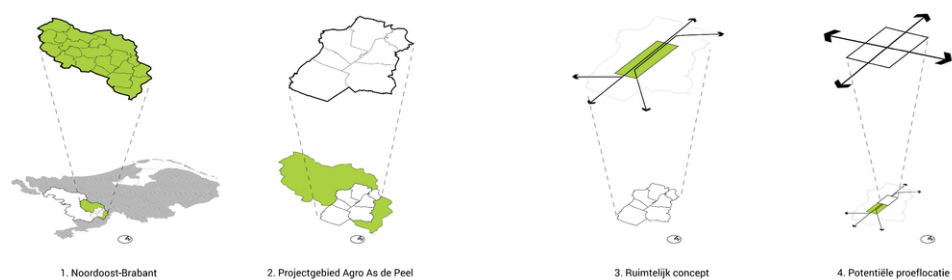 1. Noordoost-Brabant
2. Projectgebied Agro As de Peel
3. Ruimtelijk concept
4. Potentiële proeflocatie